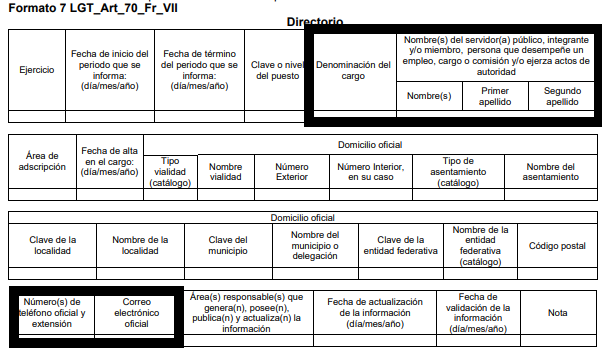 Formato 7 LGT_Art_70_Fr_VII
Directorio
Ejercicio
Fecha de inicio del
periodo que se
informa:
(día/mes/año)
Fecha de término
del periodo que se
informa:
(día/mes/año)
Clave o nivel
del puesto
Denominación del
cargo
Nombre(s) del servidor(a) público, integrante
y/o miembro, persona que desempeñe un
empleo, cargo o comisión y/o ejerza actos de
autoridad
Nombre(s)
Primer
apellido
Segundo
apellido
Área de
adscripción
Fecha de alta
en el cargo:
(día/mes/año)
Domicilio oficial
Tipo
vialidad
(catálogo)
Nombre
vialidad
Número
Exterior
Número Interior,
en su caso
Tipo de
asentamiento
(catálogo)
Nombre del
asentamiento
Domicilio oficial
Clave de la
localidad
Nombre de la
localidad
Clave del
municipio
Nombre del
municipio o
delegación
Clave de la
entidad federativa
Nombre de la
entidad
federativa
(catálogo)
Código postal
Número(s) de
teléfono oficial y
extensión
Correo
electrónico
oficial
Área(s) responsable(s) que
genera(n), posee(n),
publica(n) y actualiza(n) la
información
Fecha de actualización
de la información
(día/mes/año)
Fecha de
validación de la
información
(día/mes/año)
Nota